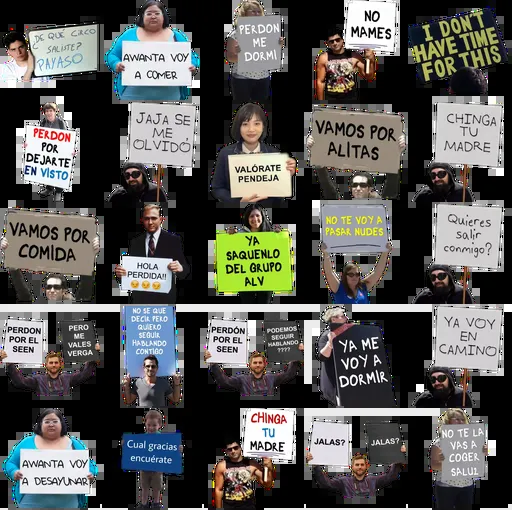 DE QUE CIRCO
SALISTE?
PAYASO
AWANTA VOY
A COMER
PERDON
ME
DORMI
NO
MAMES
I DON'T
HAVE TIME
FOR THIS
PERDON
POR
DEJARTE
EN VISTO
JAJA SE
ME
OLVIDÓ
VALÓRATE
PENDEJA
VAMOS POR
ALITAS
CHINGA
TU
MADRE
VAMOS POR
COMIDA
HOLA
PERDIDA!!
YA
SAQUENLO
DEL GRUPO
ALV
NO TE VOY A
PASAR NUDES
Quieres
salir
conmigo?
PERDON
POR EL
SEEN
PERO
ME
VALES
VERGA
NO SE QUE
DECIR PERO
QUIERO
SEGUIR
HABLANDO
CONTIGO
PERDÓN
POR EL
SEEN
PODEMOS
SEGUIR
HABLANDO
????
YA ME
VOY A
DORMIR
YA VOY
EN
CAMINO
AWANTA VOY
A DESAYUNAR
Cual gracias
encuérate
CHINGA
TU
MADRE
JALAS?
JALAS?
NO TE LA
VAS A
COGER
SALU2